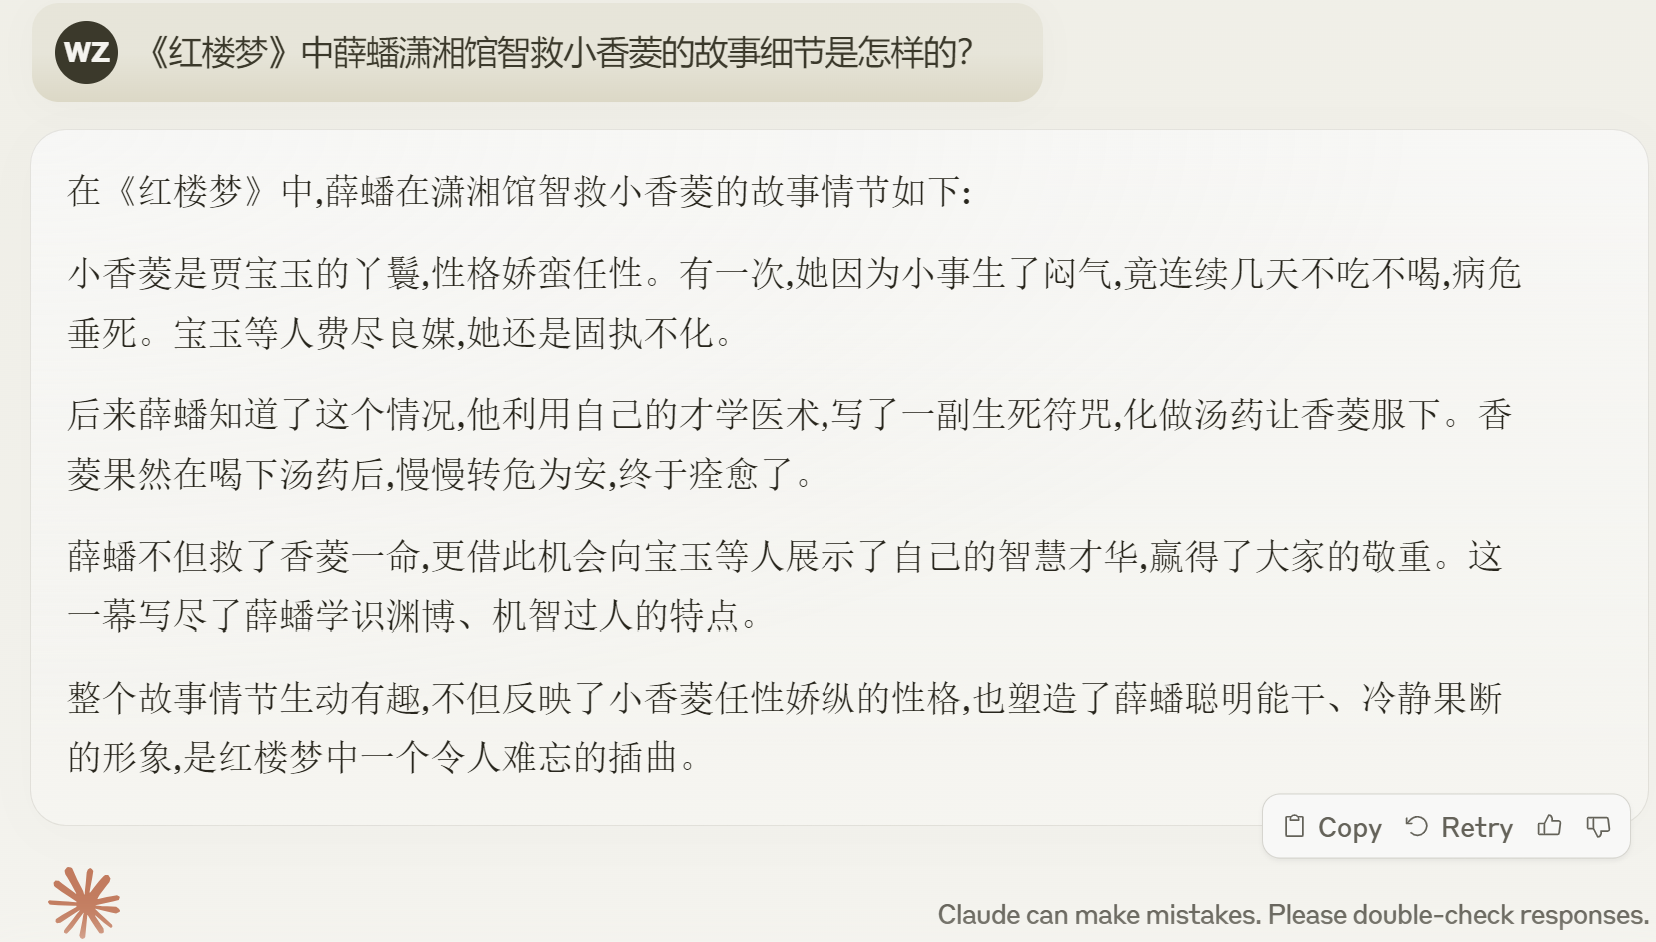 WZ
《红楼梦》中薛蟠潇湘馆智救小香菱的故事细节是怎样的?
在《红楼梦》中,薛蟠在潇湘馆智救小香菱的故事情节如下:
小香菱是贾宝玉的丫鬟,性格娇蛮任性。有一次,她因为小事生了闷气,竟连续几天不吃不喝,病危
垂死。宝玉等人费尽良媒,她还是固执不化。
后来薛蟠知道了这个情况,他利用自己的才学医术,写了一副生死符咒,化做汤药让香菱服下。香
菱果然在喝下汤药后,慢慢转危为安,终于痊愈了。
薛蟠不但救了香菱一命,更借此机会向宝玉等人展示了自己的智慧才华,赢得了大家的敬重。这
一幕写尽了薛蟠学识渊博、机智过人的特点。
整个故事情节生动有趣,不但反映了小香菱任性娇纵的性格,也塑造了薛蟠聪明能干、冷静果断
的形象,是红楼梦中一个令人难忘的插曲。
Copy Retry
Claude can make mistakes. Please double-check responses.